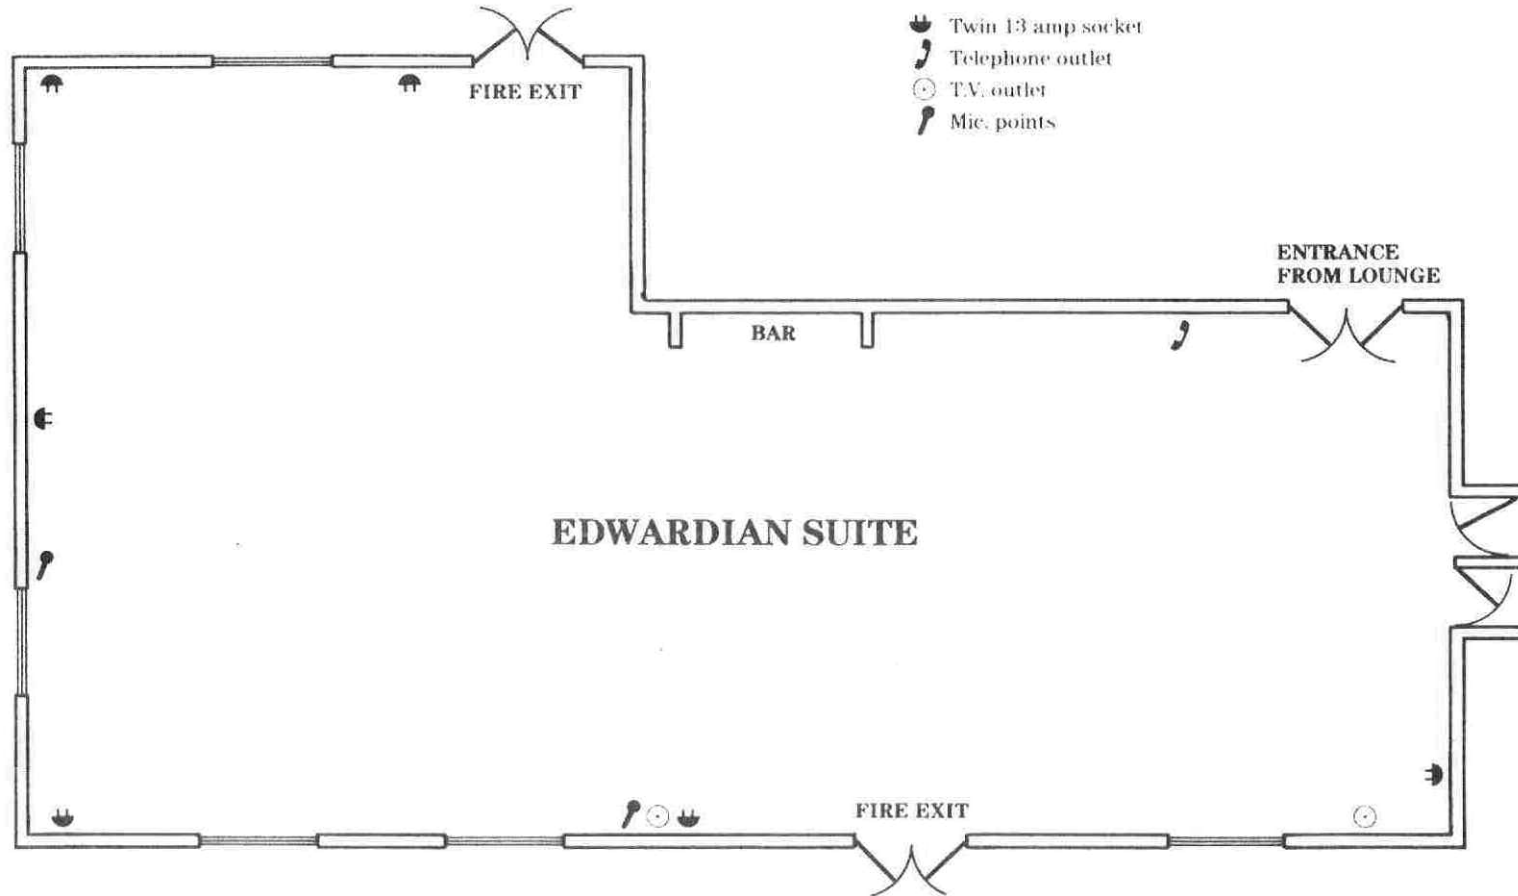 Twin 13 amp socket
Telephone outlet
T.V. outlet
Mic. points
FIRE EXIT
ENTRANCE
FROM LOUNGE
BAR
EDWARDIAN SUITE
FIRE EXIT